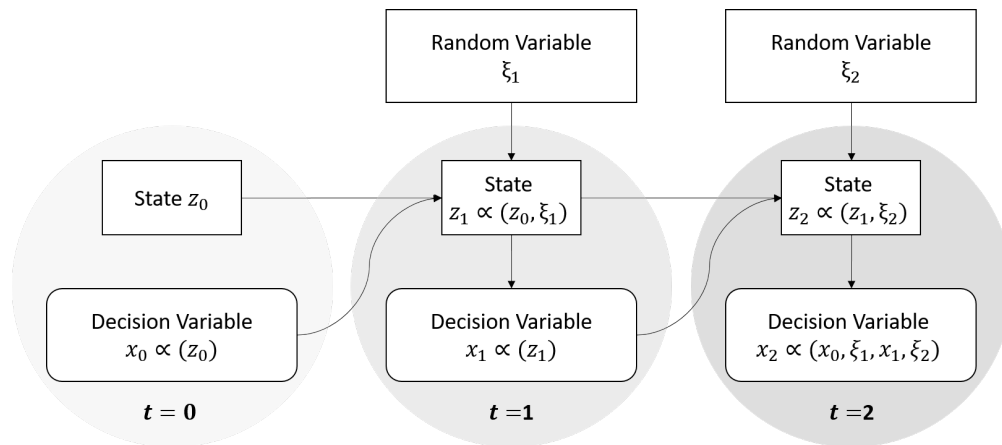 Random Variable
ξ₁
Random Variable
ξ₂
State z₀
State
z₁ ∝ (z₀, ξ₁)
State
z₂ ∝ (z₁, ξ₂)
Decision Variable
x₀ ∝ (z₀)
Decision Variable
x₁ ∝ (z₁)
Decision Variable
x₂ ∝ (x₀, ξ₁, x₁, ξ₂)
t = 0
t =1
t =2